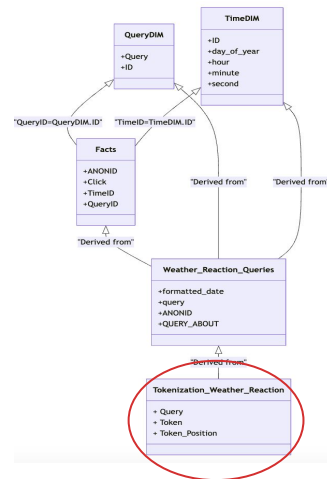 QueryDIM
+Query
+ID
TimeDIM
+ID
+day_of_year
+hour
+minute
+second
"QueryID=QueryDIM.ID"
"TimeID=TimeDIM.ID"
Facts
+ANONID
+Click
+TimeID
+QueryID
"Derived from"
"Derived from"
"Derived from"
Weather_Reaction_Queries
+formatted_date
+query
+ANONID
+QUERY_ABOUT
"Derived from"
Tokenization_Weather_Reaction
+ Query
+ Token
+ Token_Position